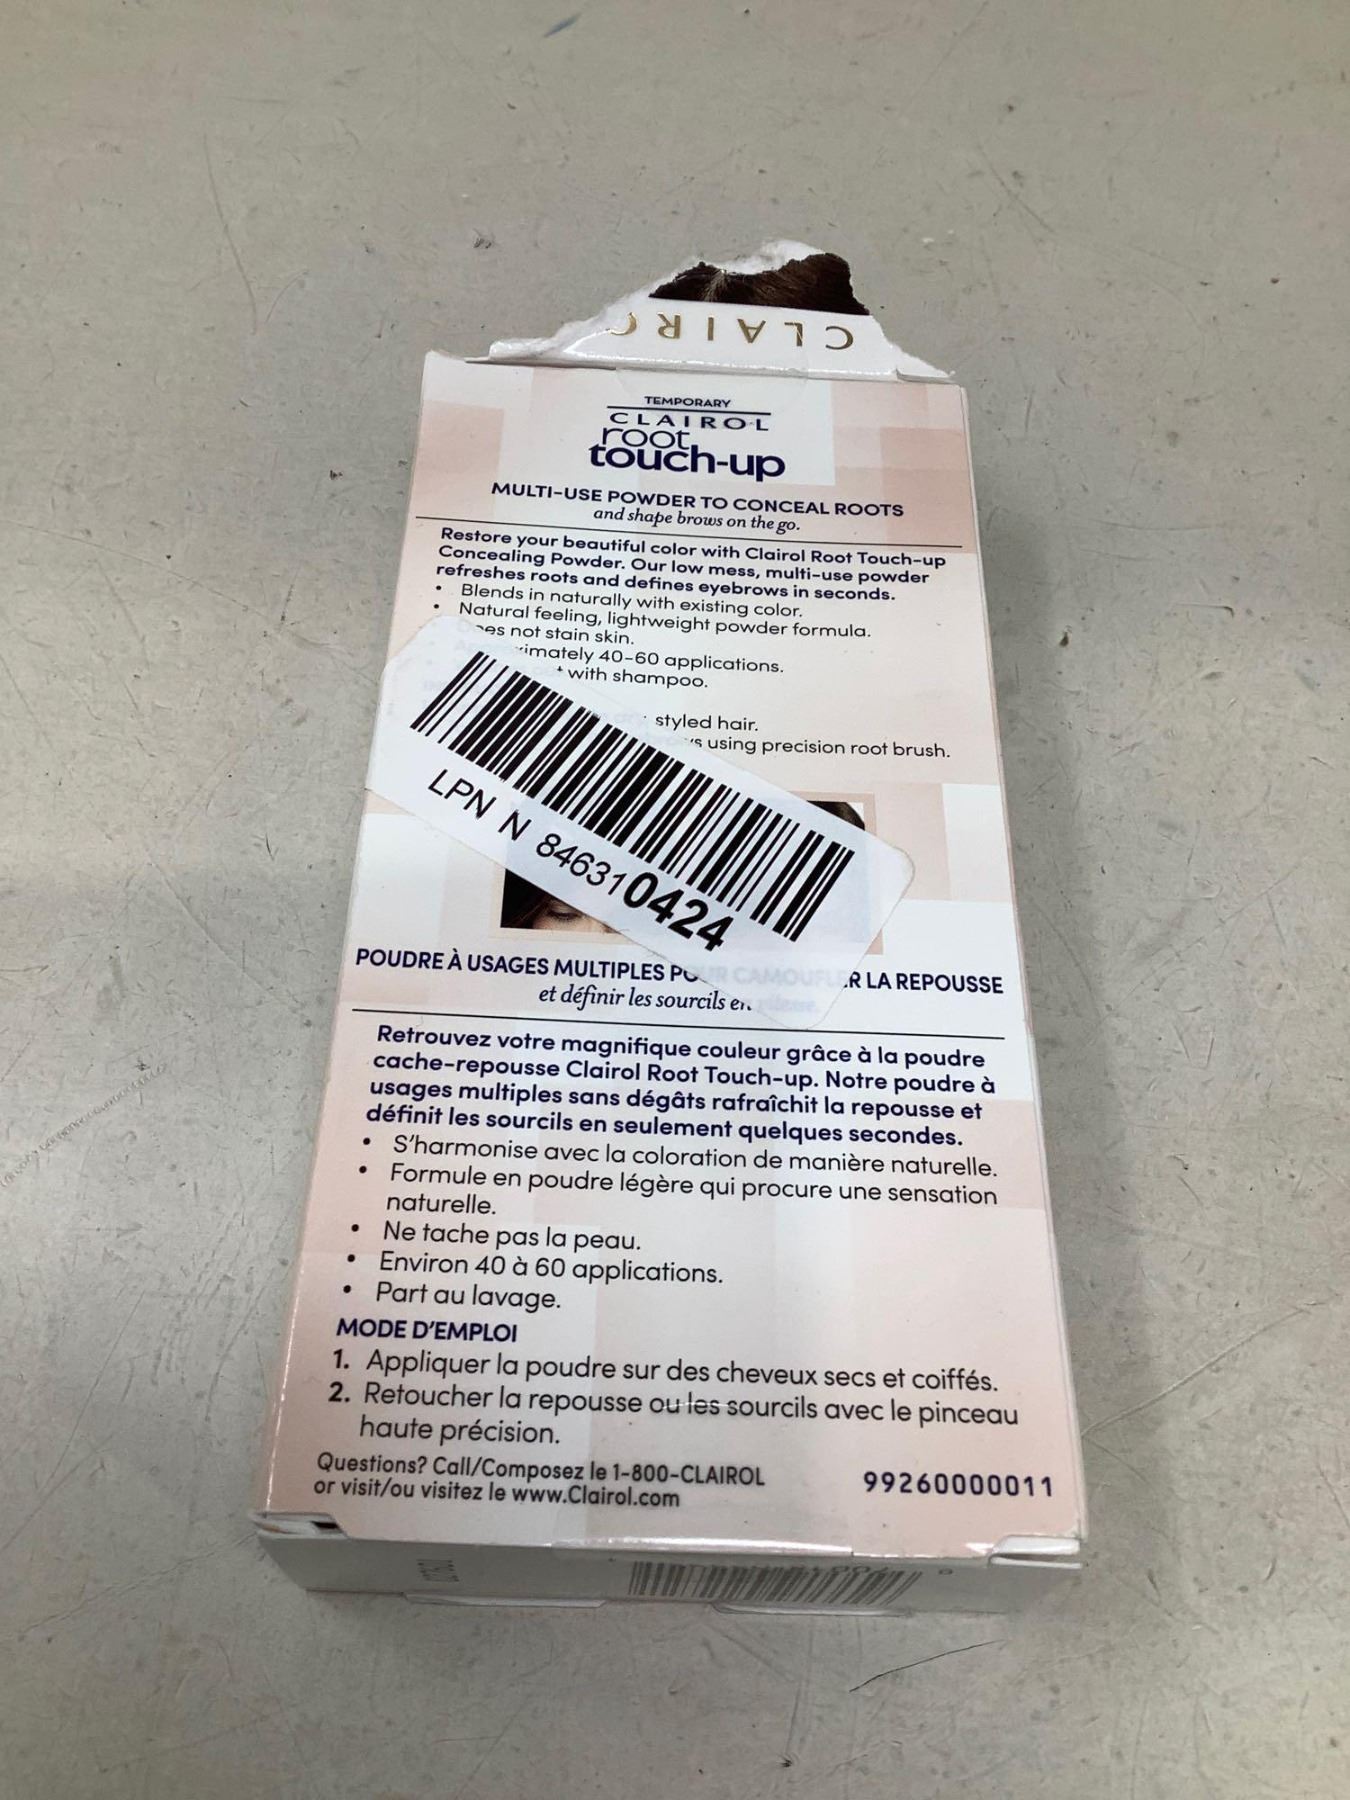 CLAIRO
TEMPORARY
CLAIROL
root
touch-up
MULTI-USE POWDER TO CONCEAL ROOTS
and shape brows on the go.
Restore your beautiful color with Clairol Root Touch-up
Concealing Powder. Our low mess, multi-use powder
refreshes roots and defines eyebrows in seconds.
• Blends in naturally with existing color.
• Natural feeling, lightweight powder formula.
not stain skin.
40-60 applications.
with shampoo.
styled hair.
using precision root brush.
LPN N 846310424
POUDRE À USAGES MULTIPLES POUR CAMOUFLER LA REPOUSSE
et définir les sourcils en vitesse.
Retrouvez votre magnifique couleur grâce à la poudre
cache-repousse Clairol Root Touch-up. Notre poudre à
usages multiples sans dégâts rafraîchit la repousse et
définit les sourcils en seulement quelques secondes.
• S'harmonise avec la coloration de manière naturelle.
• Formule en poudre légère qui procure une sensation
naturelle.
• Ne tache pas la peau.
• Environ 40 à 60 applications.
• Part au lavage.
MODE D'EMPLOI
1. Appliquer la poudre sur des cheveux secs et coiffés.
2. Retoucher la repousse ou les sourcils avec le pinceau
haute précision.
Questions? Call/Composez le 1-800-CLAIROL
or visit/ou visitez le www.Clairol.com
99260000011